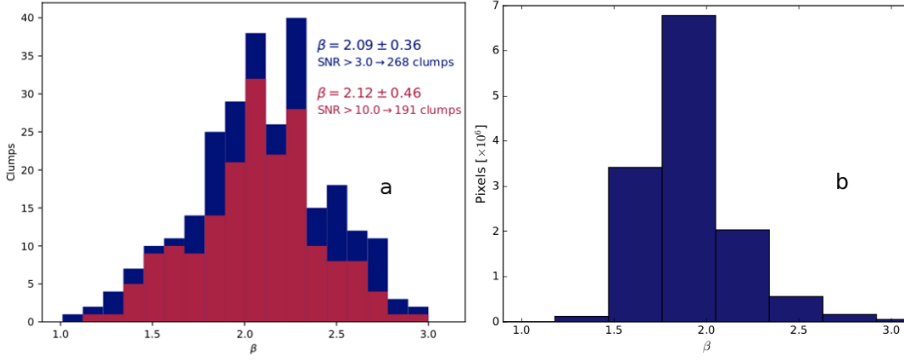 40
35
30
25
20
15
10
5
0
Clumps
1.0 1.5 2.0 2.5 3.0
β
β = 2.09 ± 0.36
SNR > 3.0 → 268 clumps
β = 2.12 ± 0.46
SNR > 10.0 → 191 clumps
a
7
6
5
4
3
2
1
0
Pixels [×10⁶]
1.0 1.5 2.0 2.5 3.0
β
b